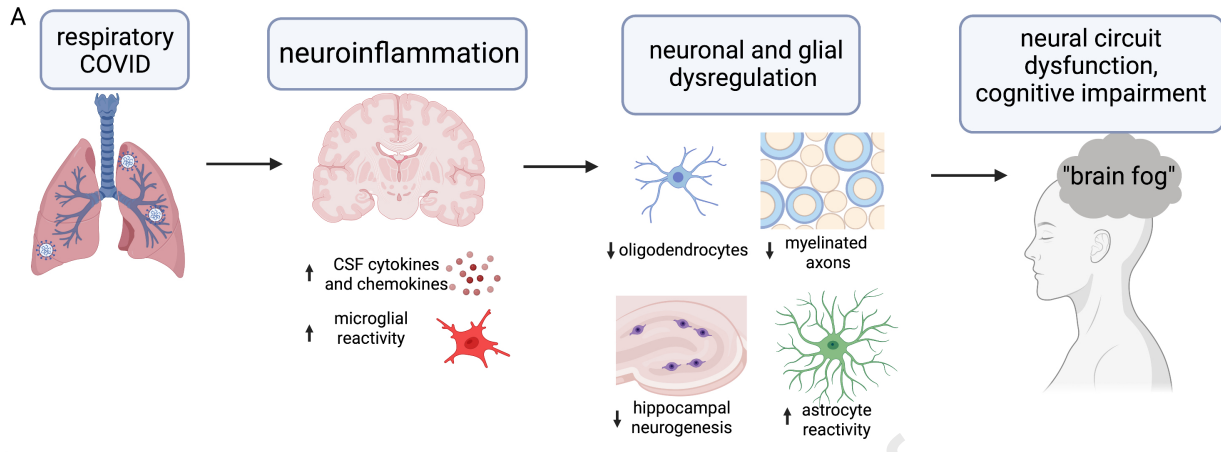 A
respiratory
COVID
neuroinflammation
neuronal and glial
dysregulation
neural circuit
dysfunction,
cognitive impairment
CSF cytokines
and chemokines
microglial
reactivity
oligodendrocytes
myelinated
axons
hippocampal
neurogenesis
astrocyte
reactivity
"brain fog"